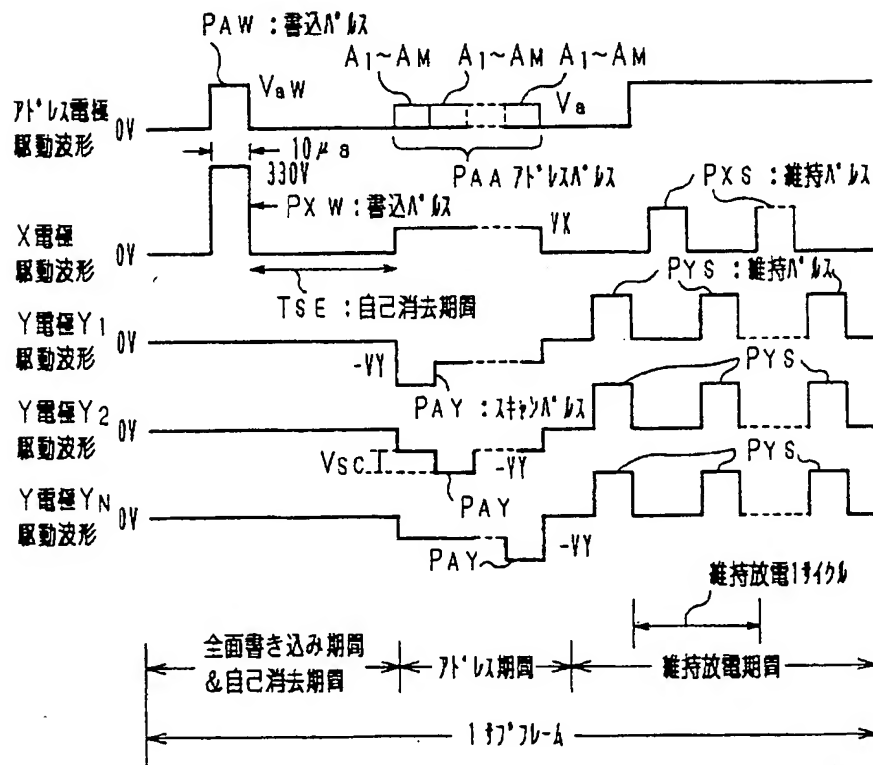 PAW：書込パルス
A1～AM A1～AM A1～AM
VaW
Va
アドレス電極
駆動波形
0V
10μs
PAA アドレスパルス
330V
PXW：書込パルス
PXS：維持パルス
VX
X電極
駆動波形
0V
TSE：自己消去期間
PYS：維持パルス
Y電極Y1
駆動波形
0V
-VY
PAY：スキャンパルス
PYS
Y電極Y2
駆動波形
0V
VSC
-VY
PAY
PYS
Y電極YN
駆動波形
0V
PAY
-VY
維持放電1サイクル
全面書き込み期間
&自己消去期間
アドレス期間
維持放電期間
1サブフレーム